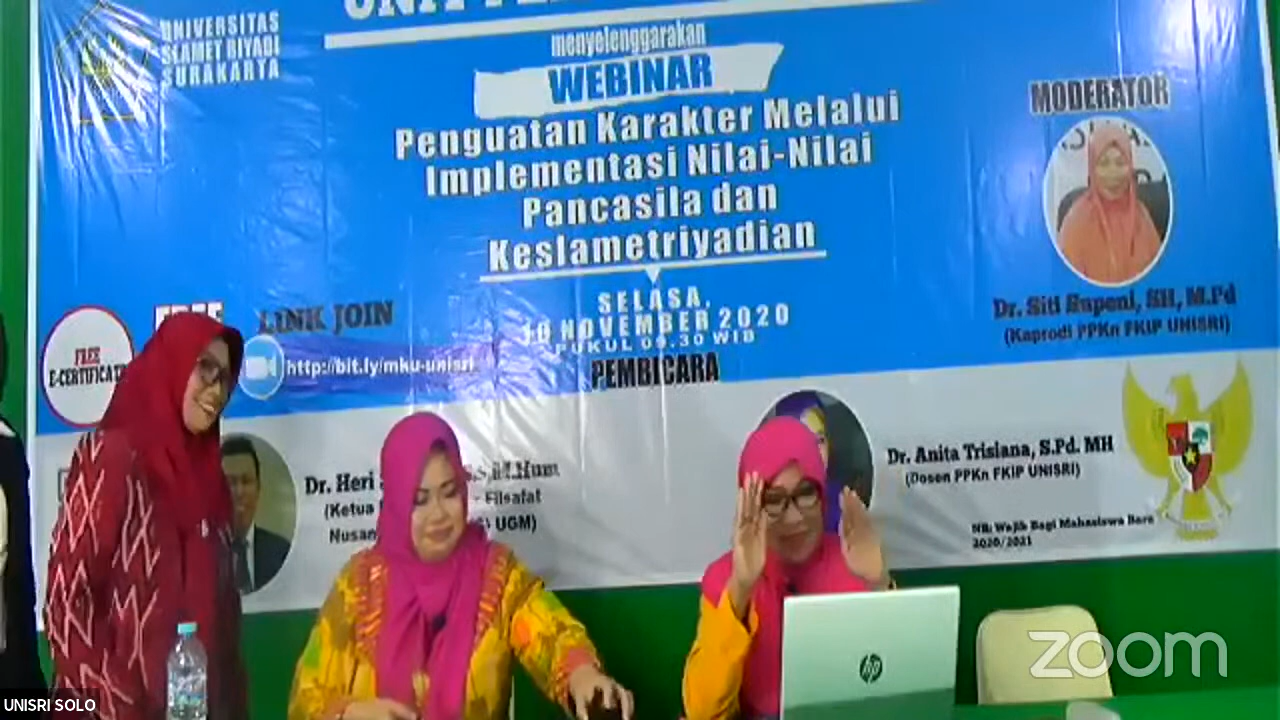 UNIVERSITAS
SLAMET RIYADI
SURAKARTA
menyelenggarakan
WEBINAR
Penguatan Karakter Melalui
Implementasi Nilai-Nilai
Pancasila dan
Keslametriyadian
SELASA,
10 NOVEMBER 2020
PUKUL 09.30 WIB
PEMBICARA
MODERATOR
Dr. Siti Supeni, SH, M.Pd
(Kaprodi PPKn FKIP UNISRI)
FREE
E-CERTIFICATE
FREE
LINK JOIN
http://bit.ly/mku-unisri
Dr. Heri M.Hum
(Ketua - Filsafat
UGM)
Dr. Anita Trisiana, S.Pd. MH
(Dosen PPKn FKIP UNISRI)
NB: Wajib Bagi Mahasiswa Baru
2020/2021
hp
zoom
UNISRI SOLO